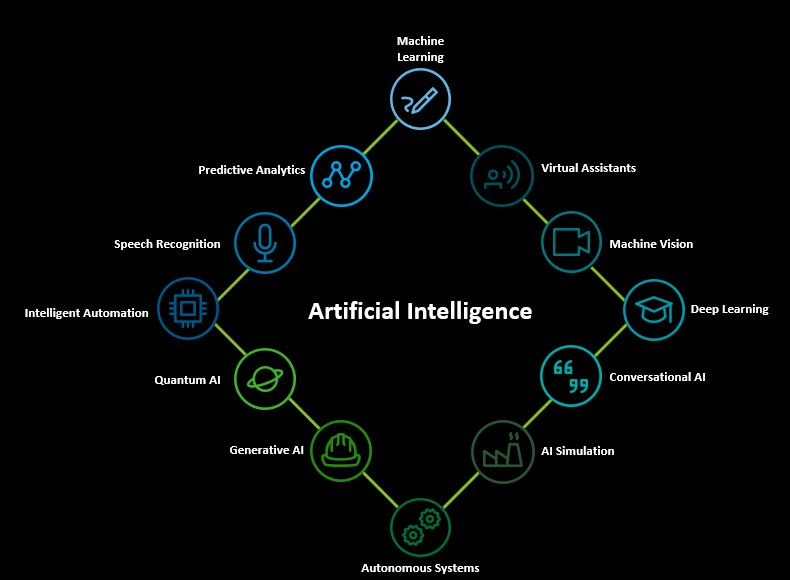 Machine
Learning
Predictive Analytics
Virtual Assistants
Speech Recognition
Machine Vision
Intelligent Automation
Artificial Intelligence
Deep Learning
Quantum AI
Conversational AI
Generative AI
AI Simulation
Autonomous Systems